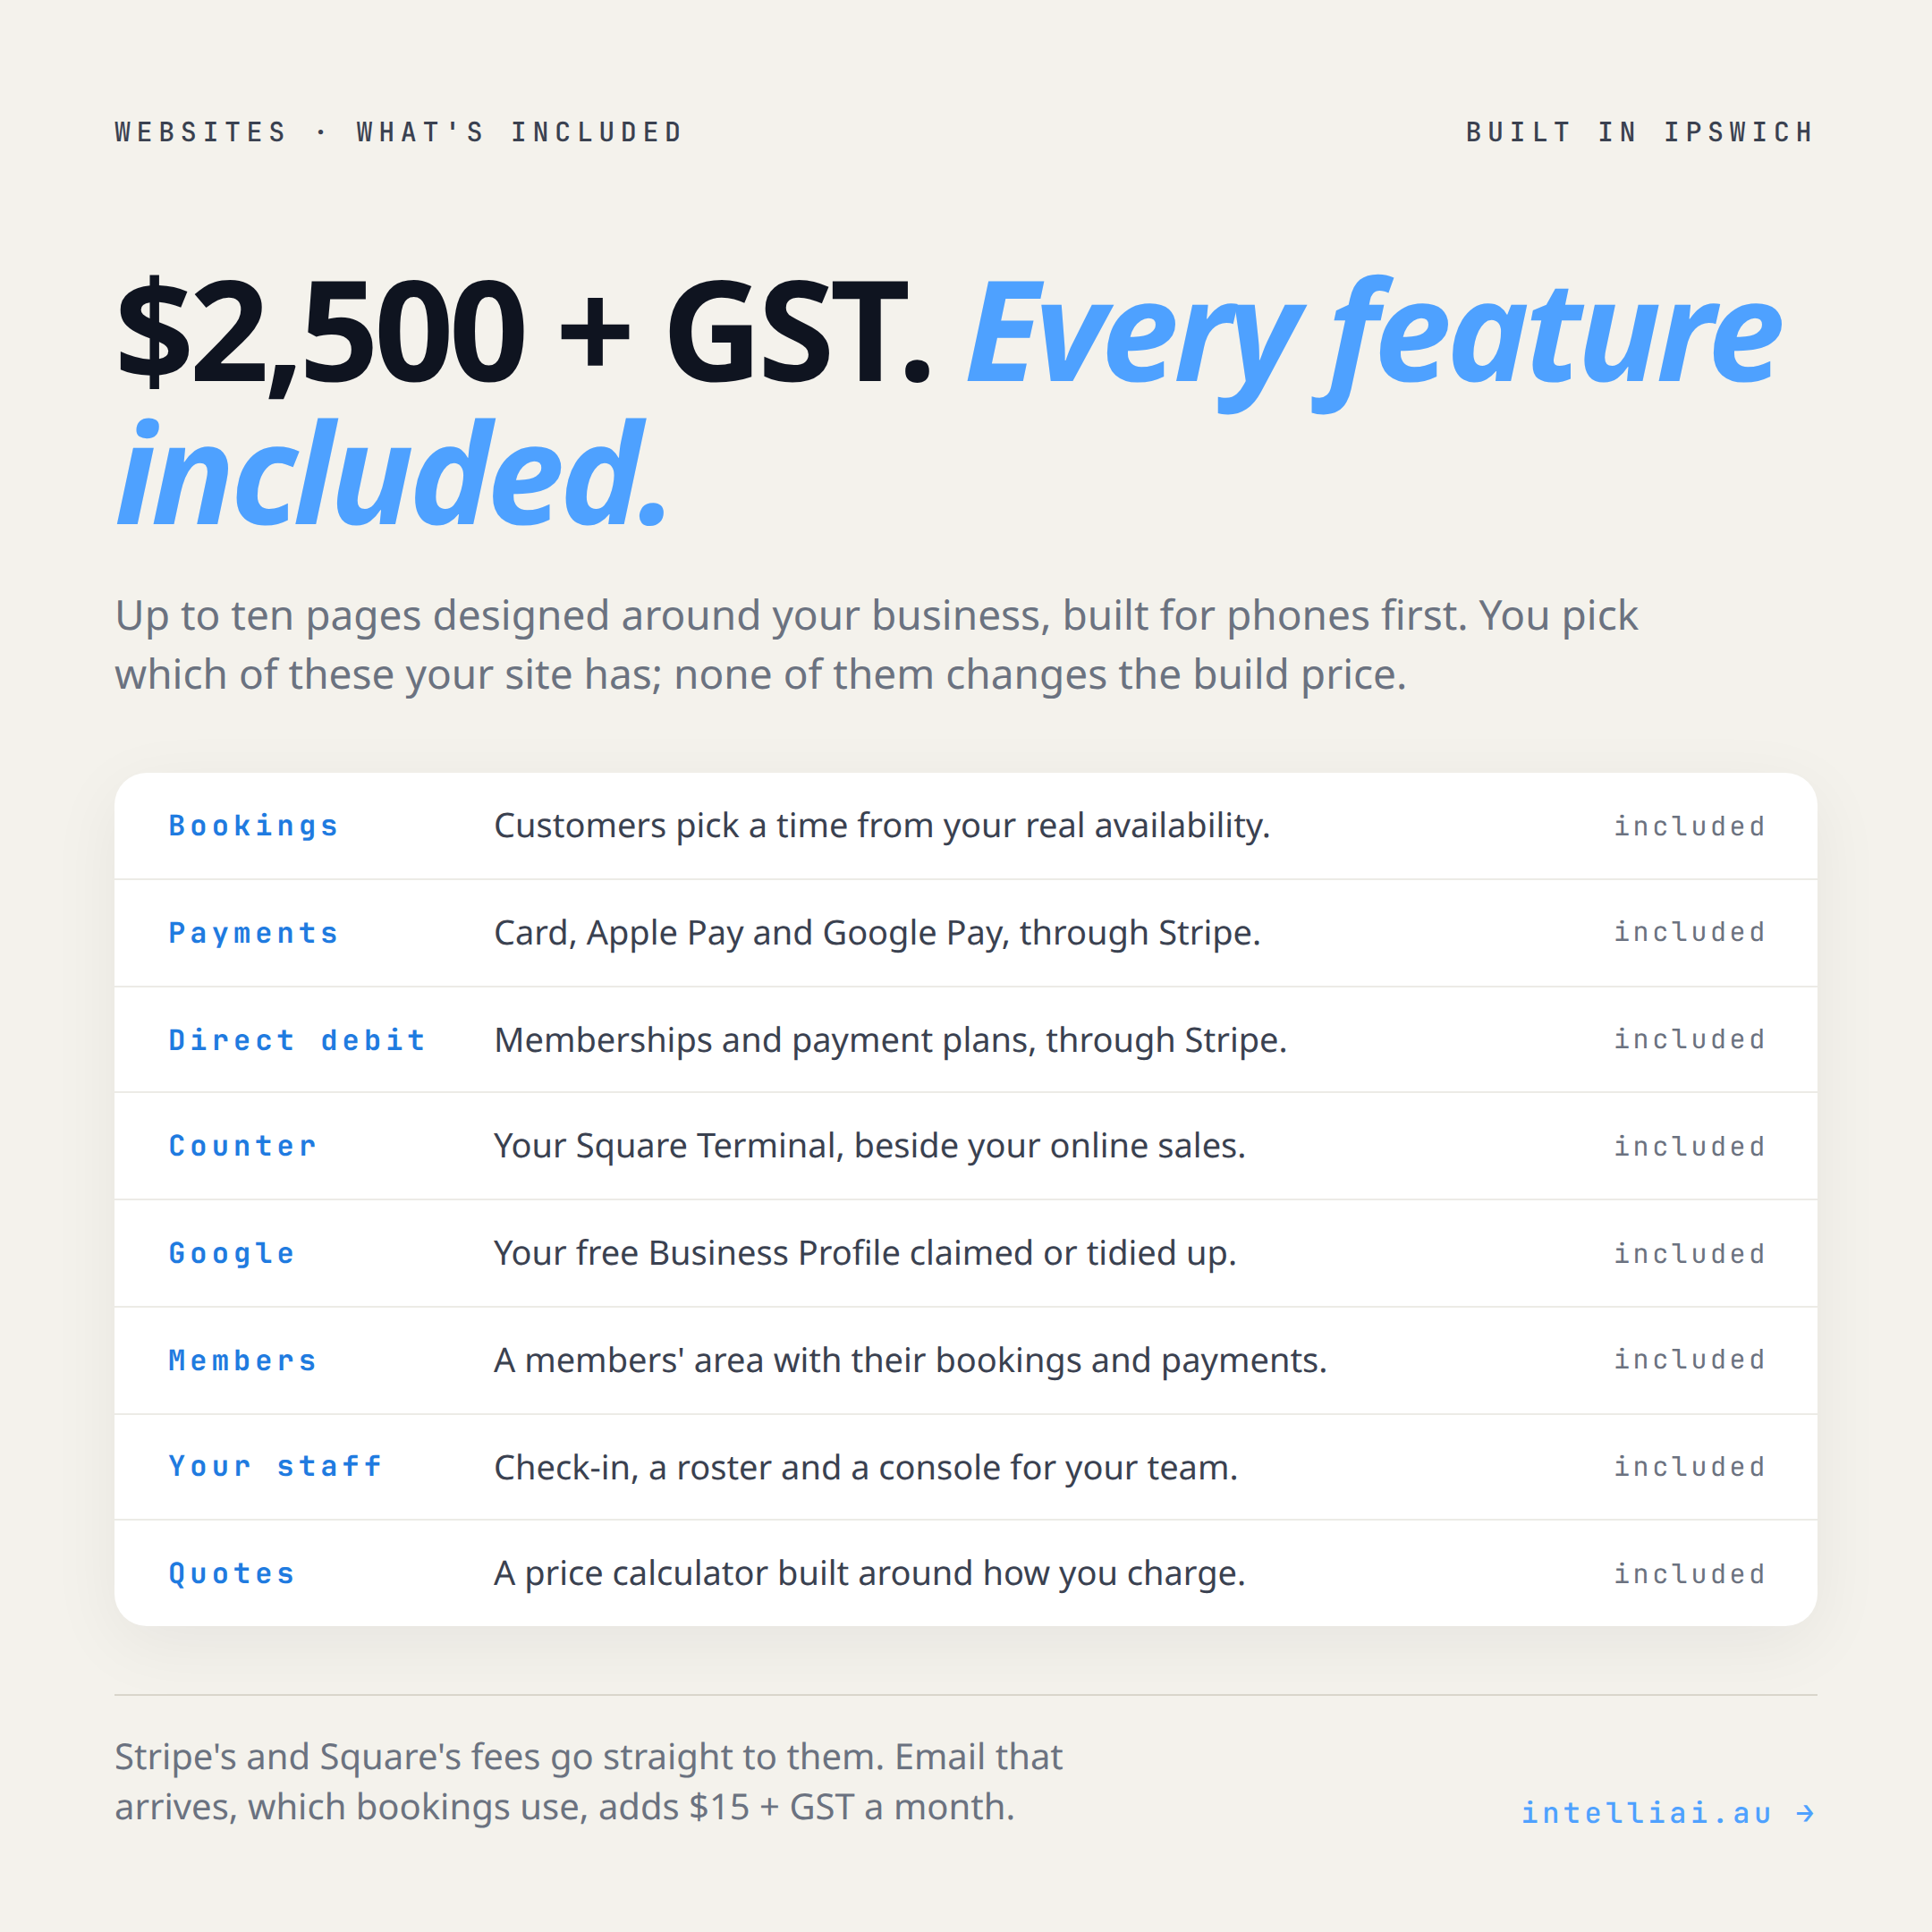 WEBSITES · WHAT'S INCLUDED
BUILT IN IPSWICH
$2,500 + GST. Every feature
included.
Up to ten pages designed around your business, built for phones first. You pick
which of these your site has; none of them changes the build price.
Bookings Customers pick a time from your real availability. included
Payments Card, Apple Pay and Google Pay, through Stripe. included
Direct debit Memberships and payment plans, through Stripe. included
Counter Your Square Terminal, beside your online sales. included
Google Your free Business Profile claimed or tidied up. included
Members A members' area with their bookings and payments. included
Your staff Check-in, a roster and a console for your team. included
Quotes A price calculator built around how you charge. included
Stripe's and Square's fees go straight to them. Email that
arrives, which bookings use, adds $15 + GST a month.
intelliai.au →